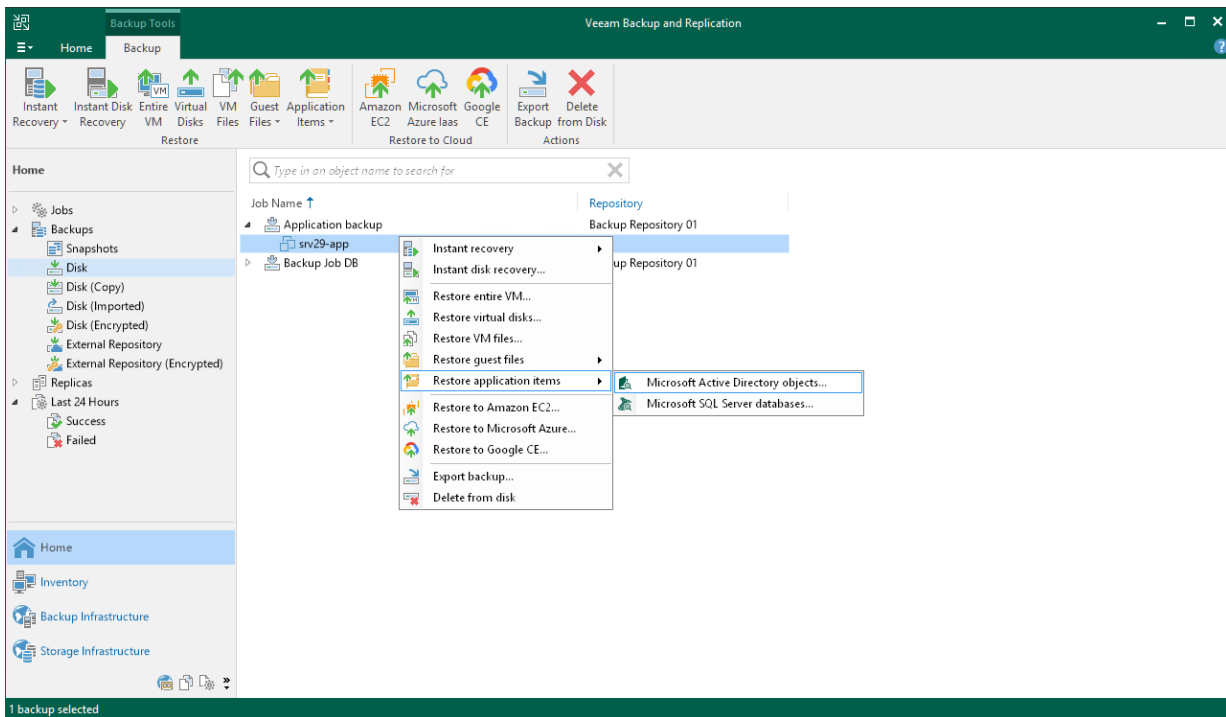 Backup Tools
Veeam Backup and Replication
Home Backup
Instant Recovery
Instant Disk Recovery
Entire VM
Virtual Disks
VM Files
Guest Files
Application Items
Restore
Amazon EC2
Microsoft Azure Iaas
Google CE
Restore to Cloud
Export Backup
Delete from Disk
Actions
Home
Jobs
Backups
Snapshots
Disk
Disk (Copy)
Disk (Imported)
Disk (Encrypted)
External Repository
External Repository (Encrypted)
Replicas
Last 24 Hours
Success
Failed
Home
Inventory
Backup Infrastructure
Storage Infrastructure
Type in an object name to search for
Job Name Repository
Application backup Backup Repository 01
srv29-app
Backup Job DB up Repository 01
Instant recovery
Instant disk recovery...
Restore entire VM...
Restore virtual disks...
Restore VM files...
Restore guest files
Restore application items
Restore to Amazon EC2...
Restore to Microsoft Azure...
Restore to Google CE...
Export backup...
Delete from disk
Microsoft Active Directory objects...
Microsoft SQL Server databases...
1 backup selected